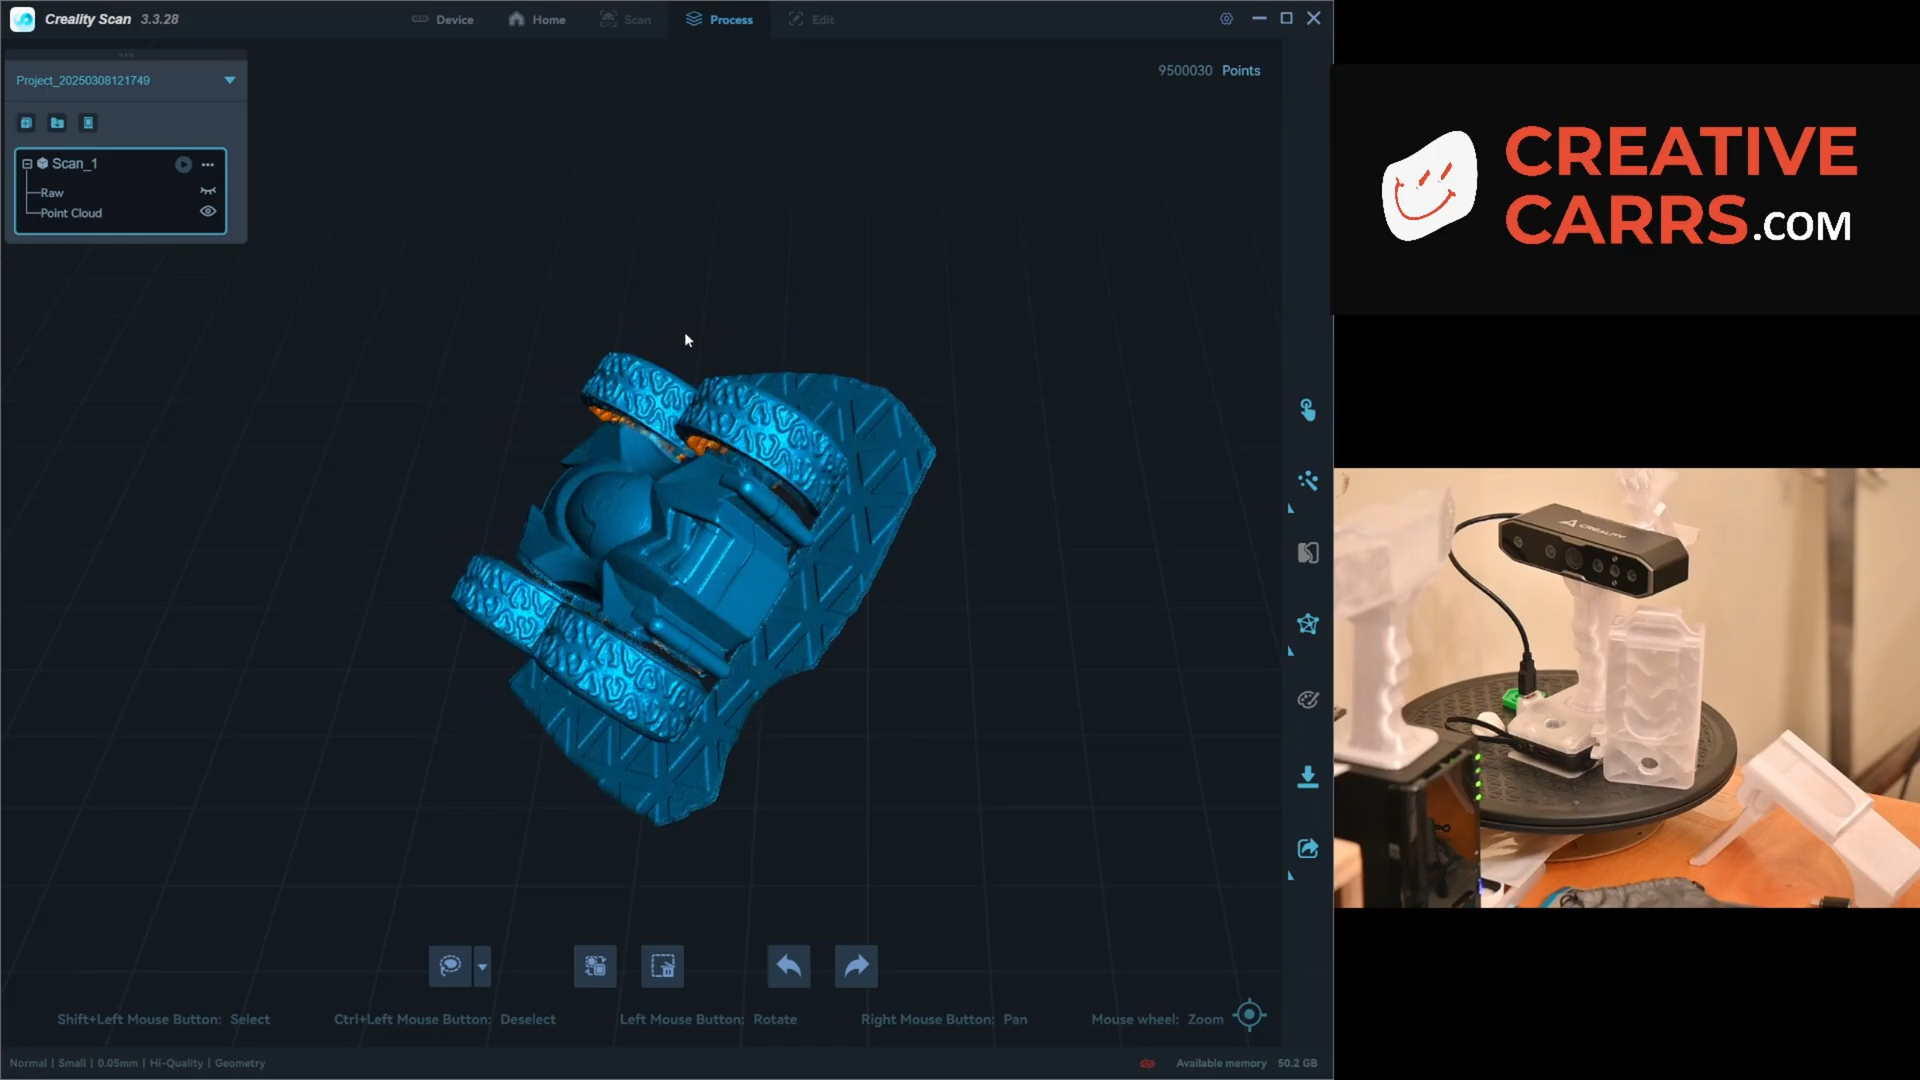 Creality Scan 3.3.28
Device
Home
Scan
Process
Edit
Project_20250308121749
9500030 Points
Scan_1
Raw
Point Cloud
CREATIVE
CARRS.COM
CREALITY
Shift+Left Mouse Button: Select
Ctrl+Left Mouse Button: Deselect
Left Mouse Button: Rotate
Right Mouse Button: Pan
Mouse wheel: Zoom
Normal | Small | 0.05mm | Hi-Quality | Geometry
Available memory 50.2 GB